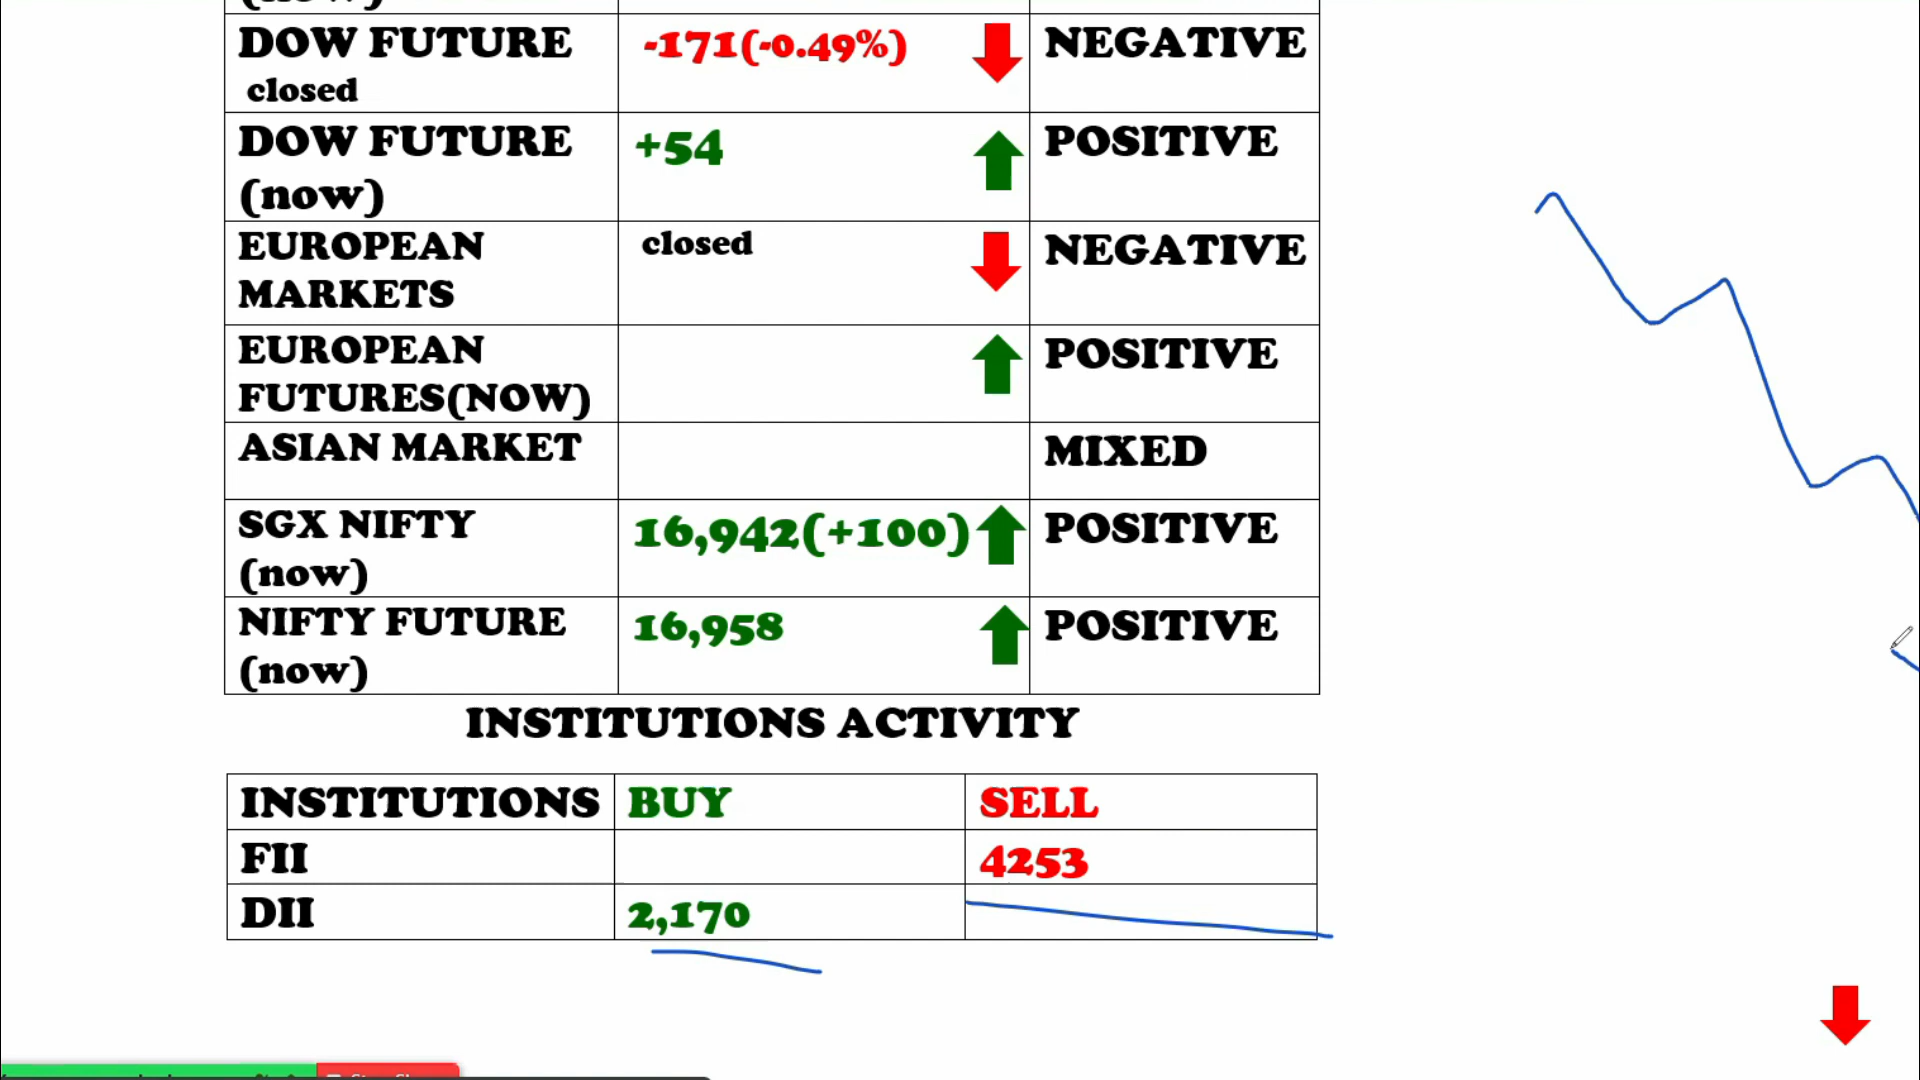 DOW FUTURE -171(-0.49%) NEGATIVE
closed
DOW FUTURE +54 POSITIVE
(now)
EUROPEAN closed NEGATIVE
MARKETS
EUROPEAN POSITIVE
FUTURES(NOW)
ASIAN MARKET MIXED
SGX NIFTY 16,942(+100) POSITIVE
(now)
NIFTY FUTURE 16,958 POSITIVE
(now)
INSTITUTIONS ACTIVITY
INSTITUTIONS BUY SELL
FII 4253
DII 2,170